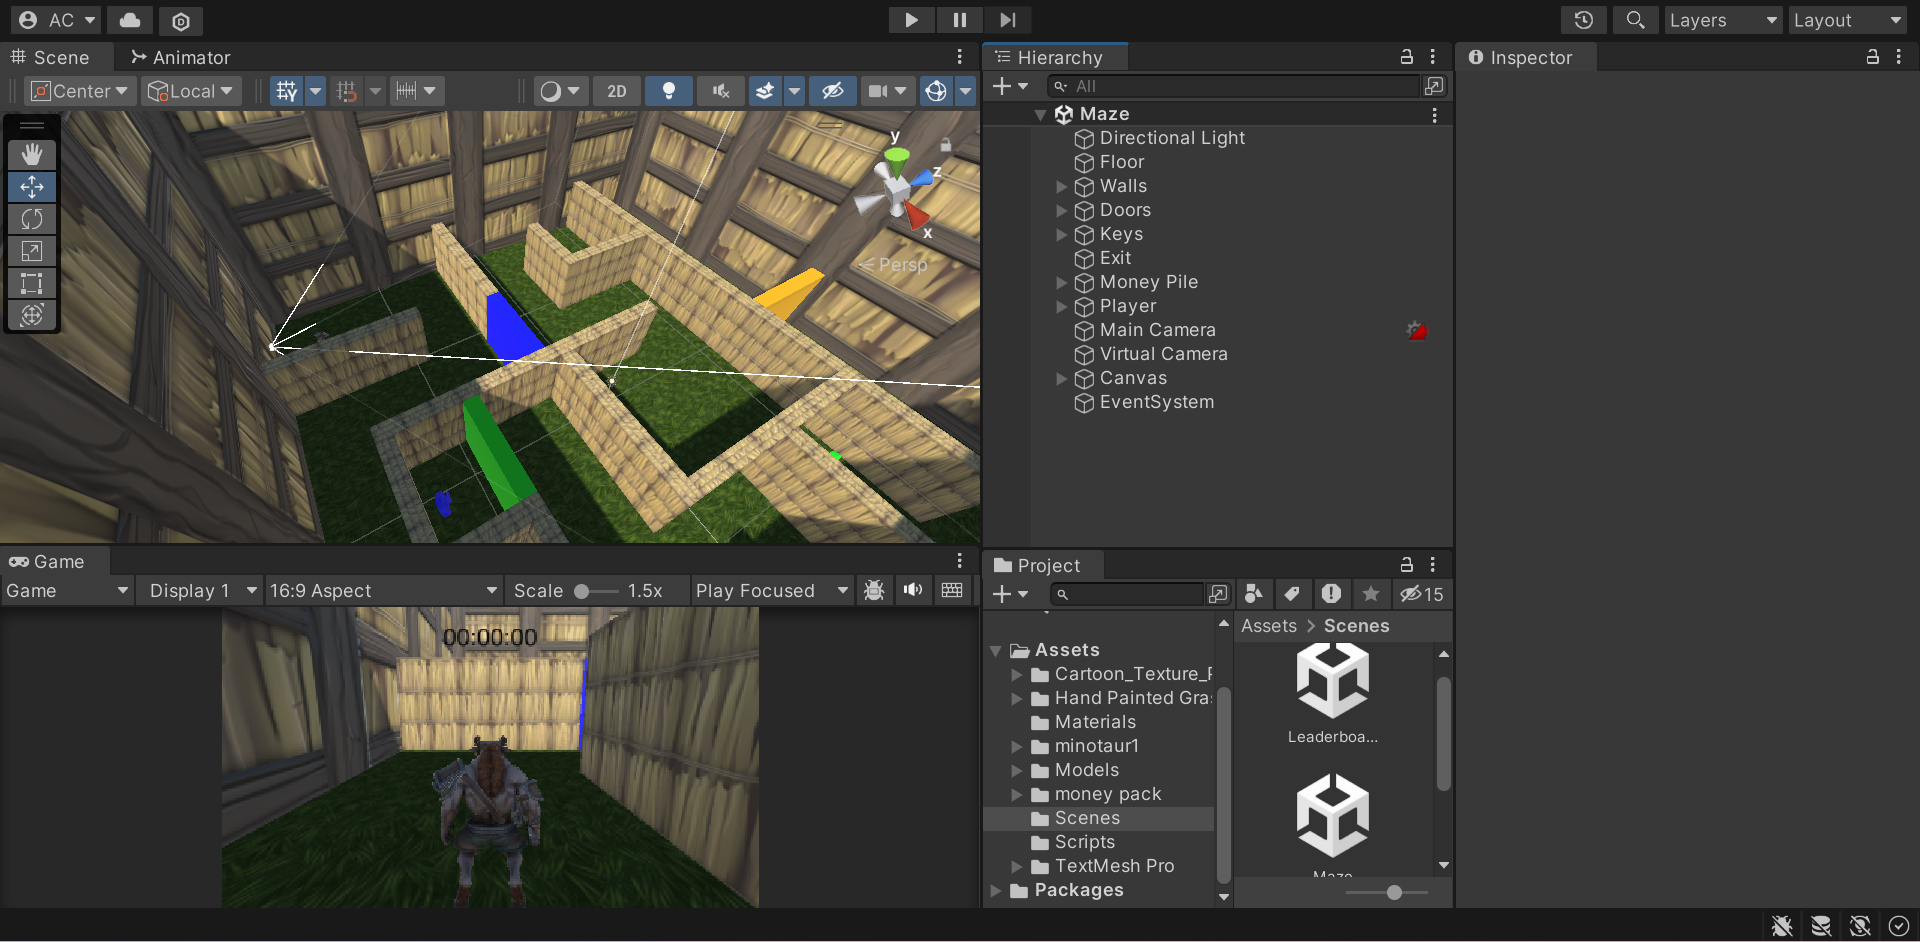 AC
Layers
Layout
Scene
Animator
Center
Local
2D
y
z
x
Persp
Game
Game
Display 1
16:9 Aspect
Scale
1.5x
Play Focused
00:00:00
Hierarchy
All
Maze
Directional Light
Floor
Walls
Doors
Keys
Exit
Money Pile
Player
Main Camera
Virtual Camera
Canvas
EventSystem
Project
15
Assets
Cartoon_Texture_P
Hand Painted Gra
Materials
minotaur1
Models
money pack
Scenes
Scripts
TextMesh Pro
Packages
Assets > Scenes
Leaderboa...
Maze
Inspector